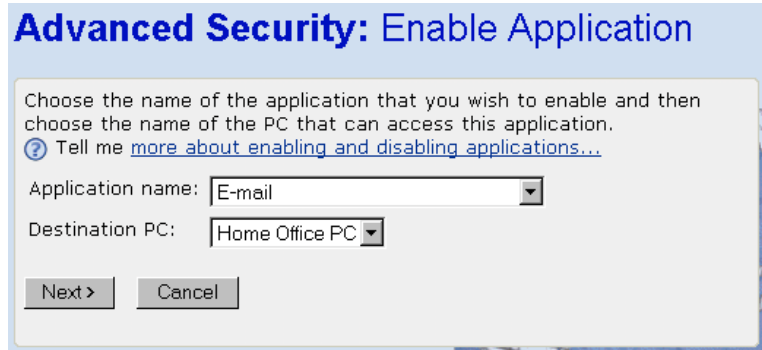 Advanced Security: Enable Application
Choose the name of the application that you wish to enable and then
choose the name of the PC that can access this application.
? Tell me more about enabling and disabling applications...
Application name: E-mail
Destination PC: Home Office PC
Next > Cancel